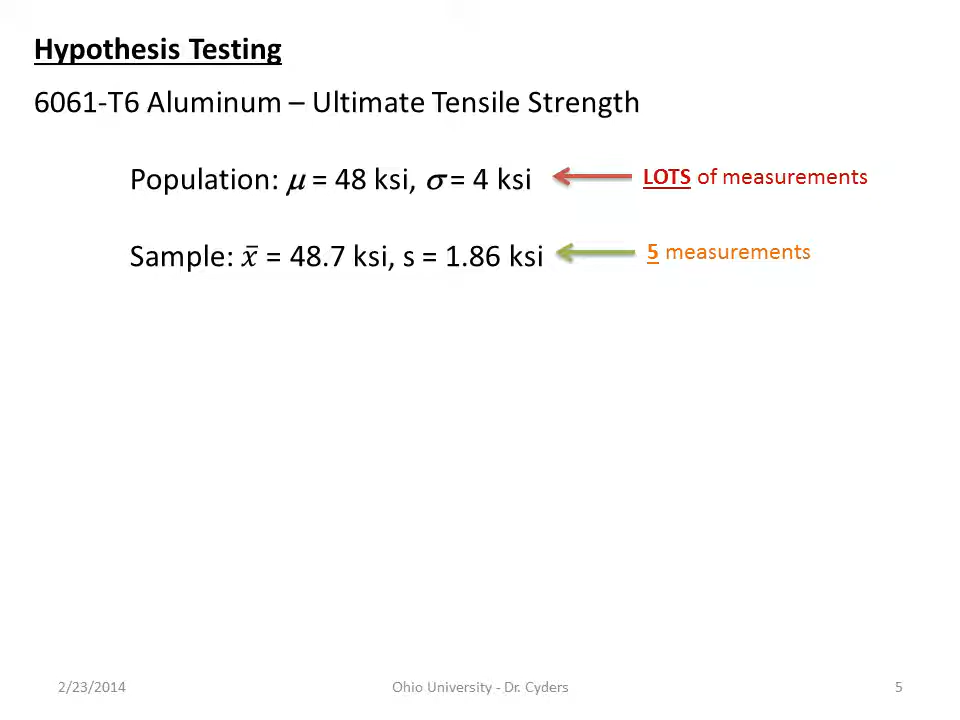 Hypothesis Testing
6061-T6 Aluminum – Ultimate Tensile Strength
Population: μ = 48 ksi, σ = 4 ksi
LOTS of measurements
Sample: x̄ = 48.7 ksi, s = 1.86 ksi
5 measurements
2/23/2014
Ohio University - Dr. Cyders
5